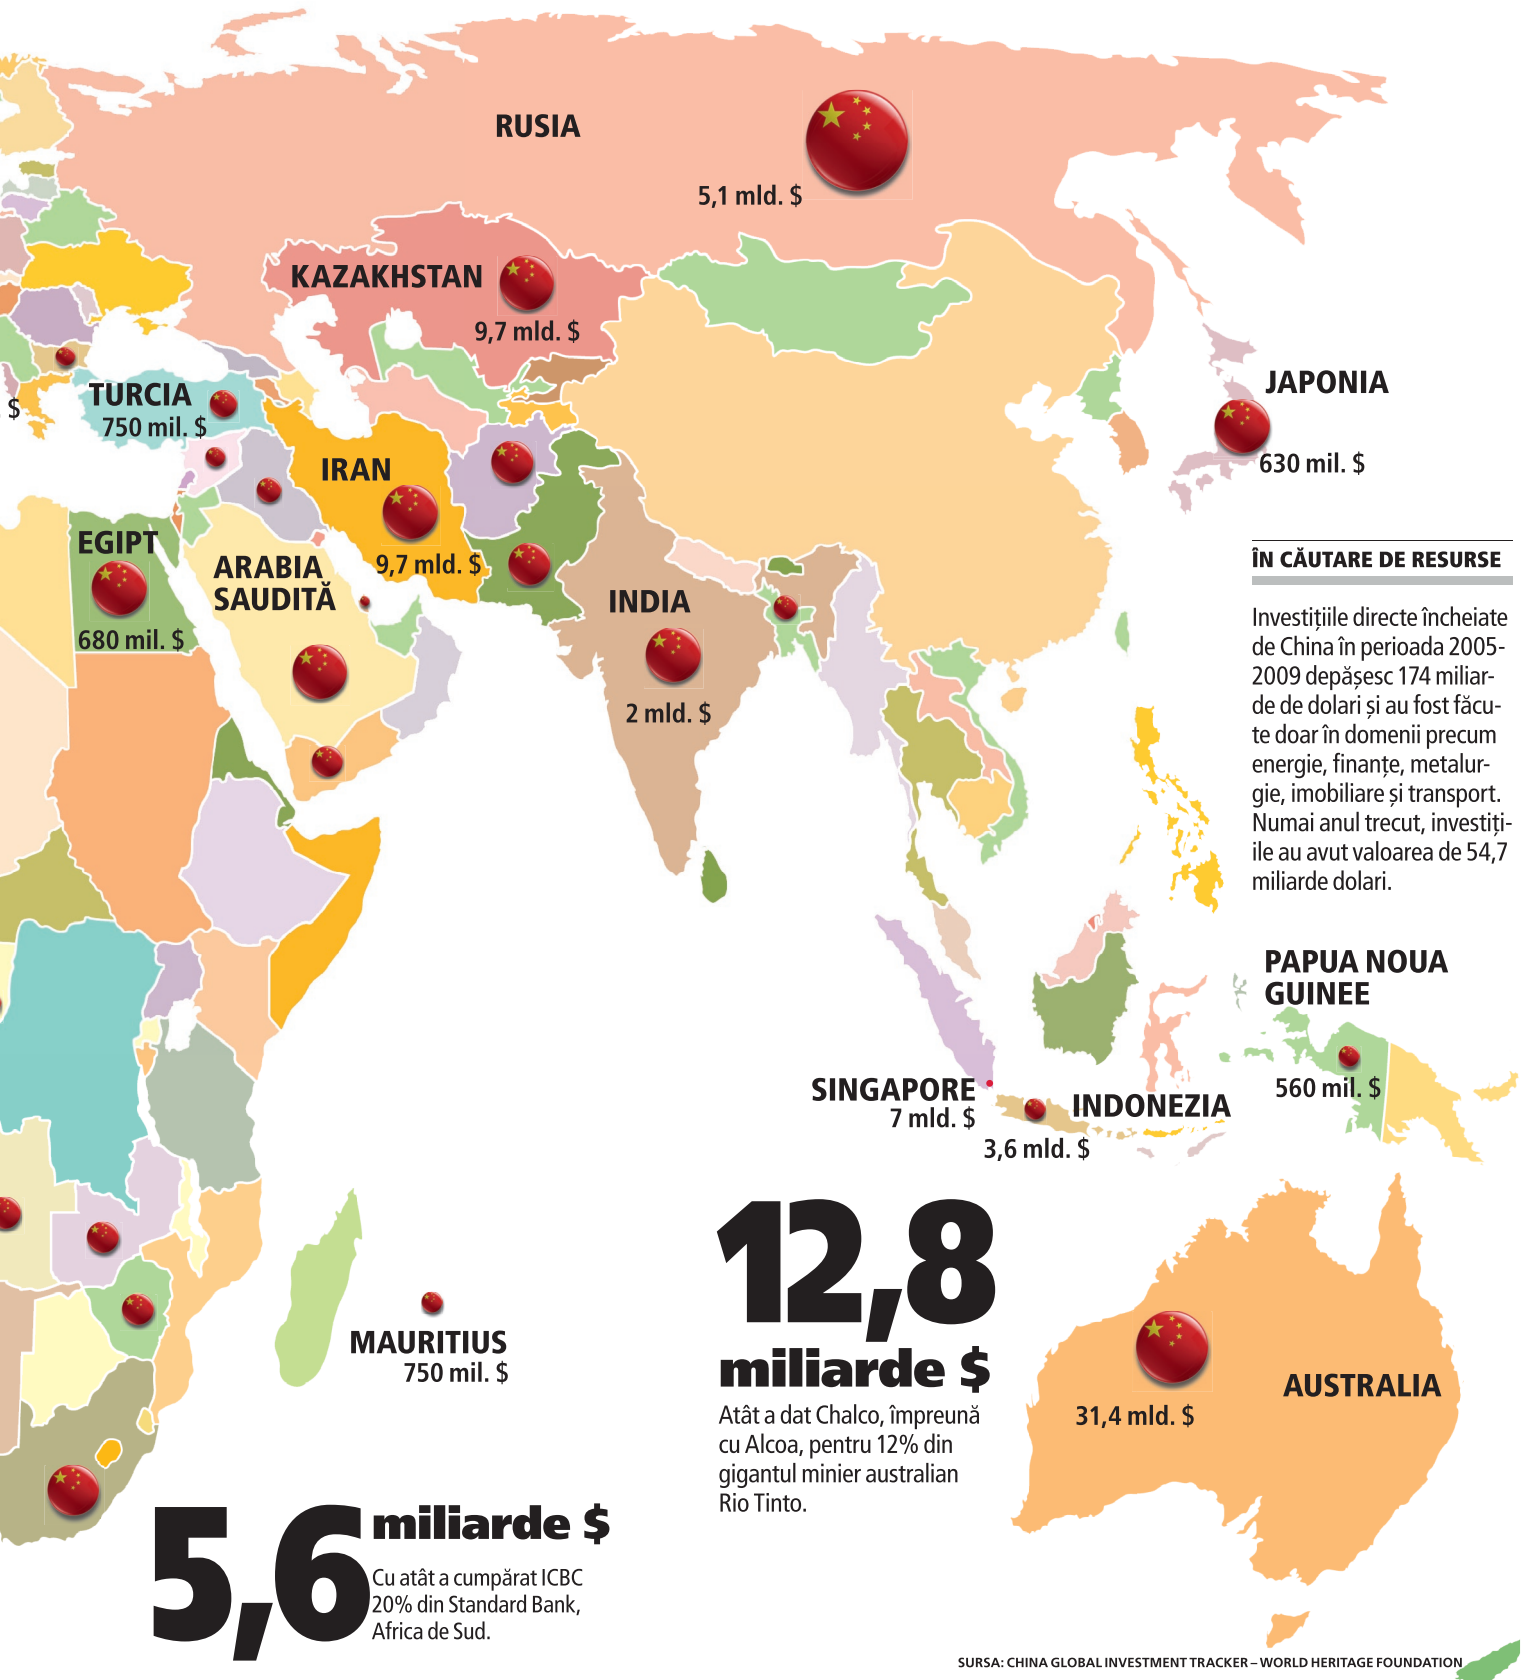 RUSIA
5,1 mld. $
KAZAKHSTAN
9,7 mld. $
TURCIA
750 mil. $
$
JAPONIA
630 mil. $
IRAN
9,7 mld. $
EGIPT
680 mil. $
ARABIA
SAUDITĂ
INDIA
2 mld. $
ÎN CĂUTARE DE RESURSE
Investițiile directe încheiate
de China în perioada 2005-
2009 depășesc 174 miliar-
de de dolari și au fost făcu-
te doar în domenii precum
energie, finanțe, metalur-
gie, imobiliare și transport.
Numai anul trecut, investiți-
ile au avut valoarea de 54,7
miliarde dolari.
PAPUA NOUA
GUINEE
560 mil. $
SINGAPORE
7 mld. $
INDONEZIA
3,6 mld. $
MAURITIUS
750 mil. $
12,8
miliarde $
Atât a dat Chalco, împreună
cu Alcoa, pentru 12% din
gigantul minier australian
Rio Tinto.
AUSTRALIA
31,4 mld. $
5,6 miliarde $
Cu atât a cumpărat ICBC
20% din Standard Bank,
Africa de Sud.
SURSA: CHINA GLOBAL INVESTMENT TRACKER – WORLD HERITAGE FOUNDATION